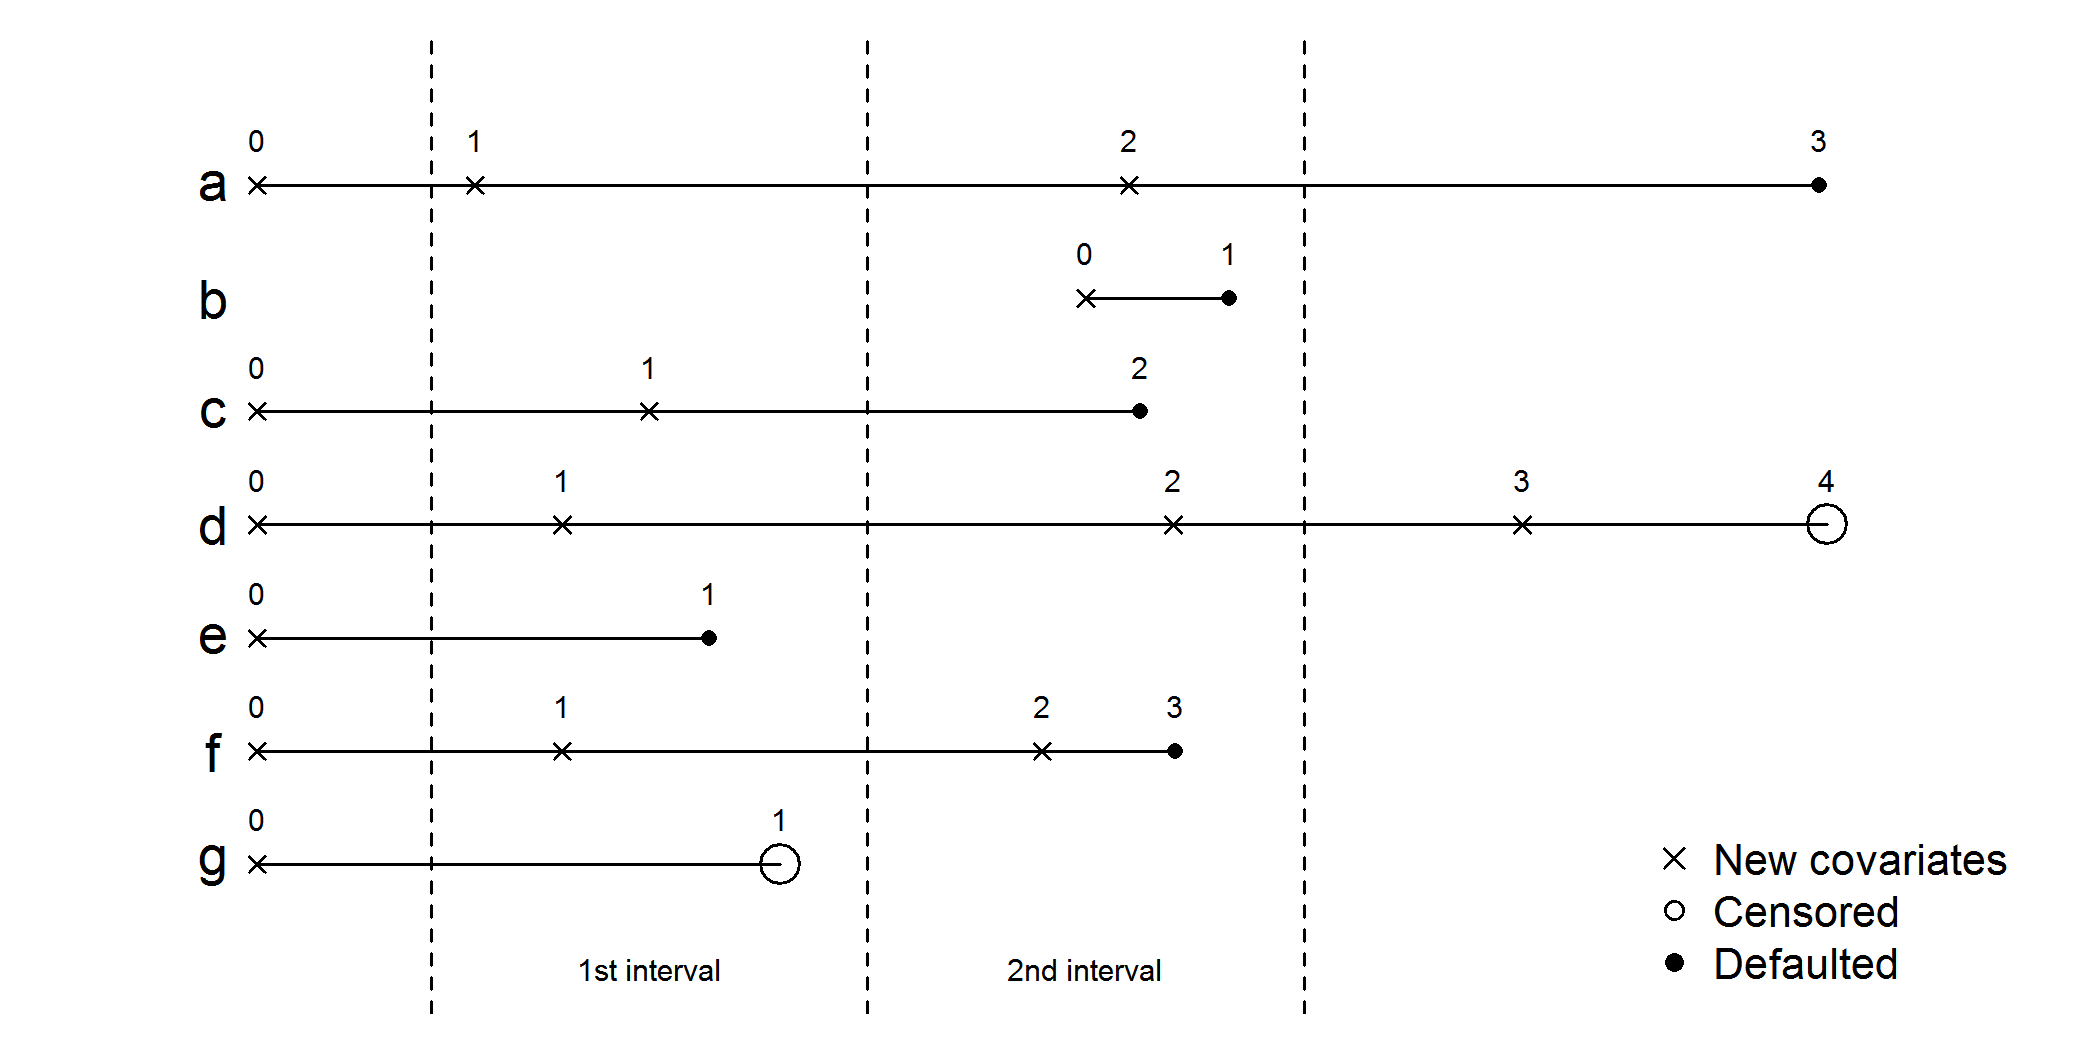 0 1 2 3
a
0 1
b
0 1 2
c
0 1 2 3 4
d
0 1
e
0 1 2 3
f
0 1
g
New covariates
Censored
Defaulted
1st interval 2nd interval